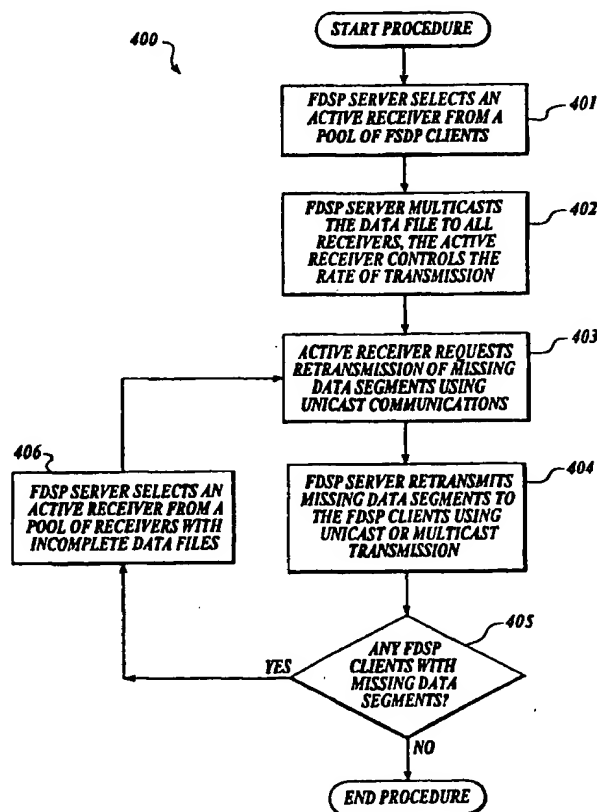 400
START PROCEDURE
FDSP SERVER SELECTS AN
ACTIVE RECEIVER FROM A
POOL OF FSDP CLIENTS
401
FDSP SERVER MULTICASTS
THE DATA FILE TO ALL
RECEIVERS, THE ACTIVE
RECEIVER CONTROLS THE
RATE OF TRANSMISSION
402
ACTIVE RECEIVER REQUESTS
RETRANSMISSION OF MISSING
DATA SEGMENTS USING
UNICAST COMMUNICATIONS
403
FDSP SERVER RETRANSMITS
MISSING DATA SEGMENTS TO
THE FDSP CLIENTS USING
UNICAST OR MULTICAST
TRANSMISSION
404
406
FDSP SERVER SELECTS AN
ACTIVE RECEIVER FROM A
POOL OF RECEIVERS WITH
INCOMPLETE DATA FILES
405
ANY FDSP
CLIENTS WITH
MISSING DATA
SEGMENTS?
YES
NO
END PROCEDURE